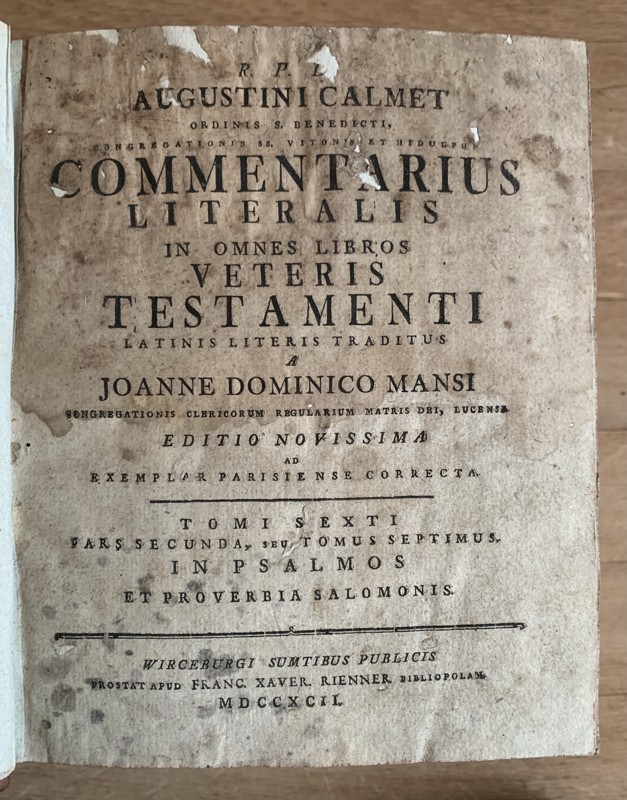 R. P. D.
AUGUSTINI CALMET
ORDINIS S. BENEDICTI,
CONGREGATIONIS SS. VITONIS ET HYDULPHI
COMMENTARIUS
LITERALIS
IN OMNES LIBROS
VETERIS
TESTAMENTI
LATINIS LITERIS TRADITUS
A
JOANNE DOMINICO MANSI
CONGREGATIONIS CLERICORUM REGULARIUM MATRIS DEI, LUCENSI
EDITIO NOVISSIMA
AD
EXEMPLAR PARISIENSE CORRECTA.
TOMI SEXTI
PARS SECUNDA, SEU TOMUS SEPTIMUS.
IN PSALMOS
ET PROVERBIA SALOMONIS.
WIRCEBURGI SUMTIBUS PUBLICIS
PROSTAT APUD FRANC. XAVER. RIENNER BIBLIOPOLAM.
MDCCXCII.